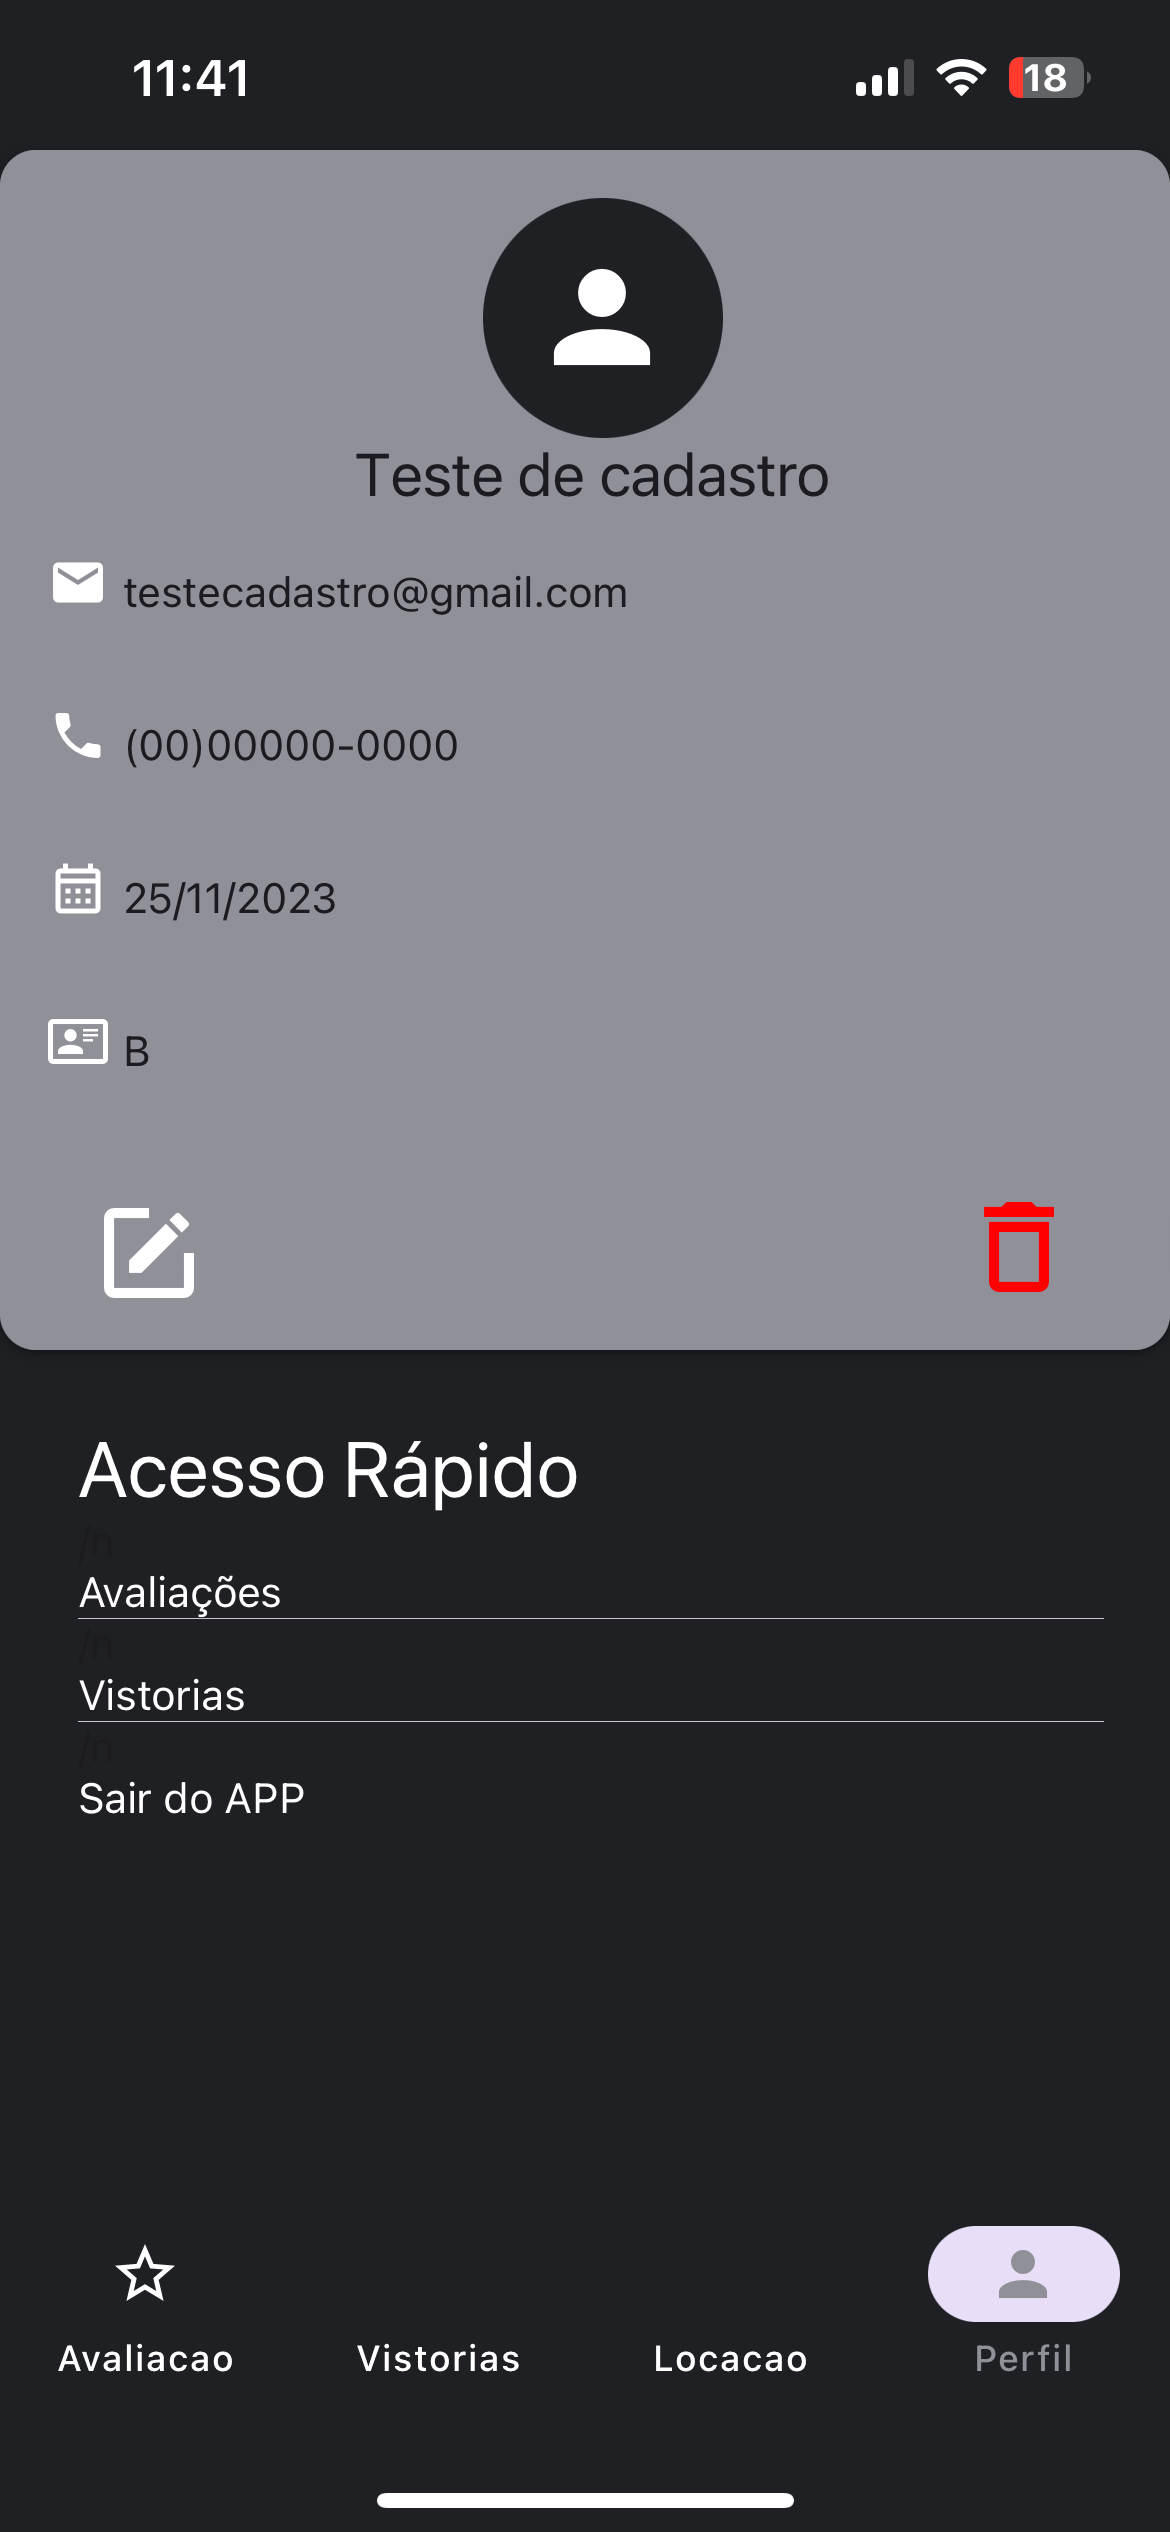 11:41
18
Teste de cadastro
testecadastro@gmail.com
(00)00000-0000
25/11/2023
B
Acesso Rápido
/n
Avaliações
/n
Vistorias
/n
Sair do APP
Avaliacao
Vistorias
Locacao
Perfil